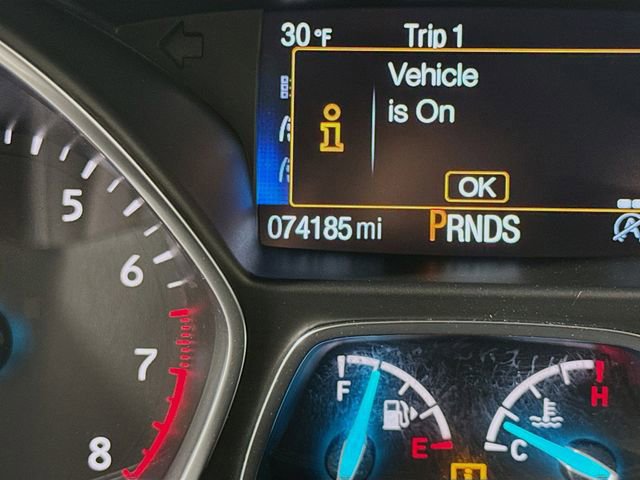 30°F Trip 1
Vehicle
is On
i
OK
074185 mi PRNDS
5
6
7
8
F E
H C
i